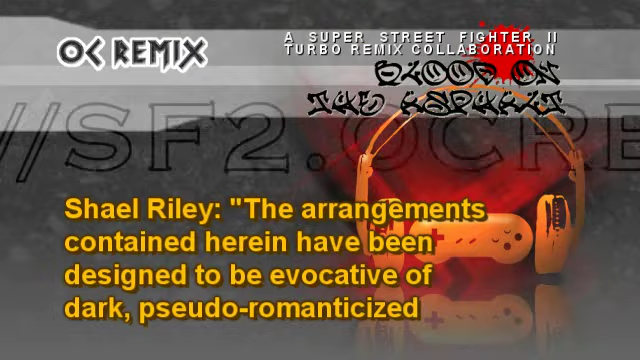 OC REMIX
A SUPER STREET FIGHTER II
TURBO REMIX COLLABORATION
BLOOD ON
THE ASPHALT
//SF2.OCRE
Shael Riley: "The arrangements
contained herein have been
designed to be evocative of
dark, pseudo-romanticized